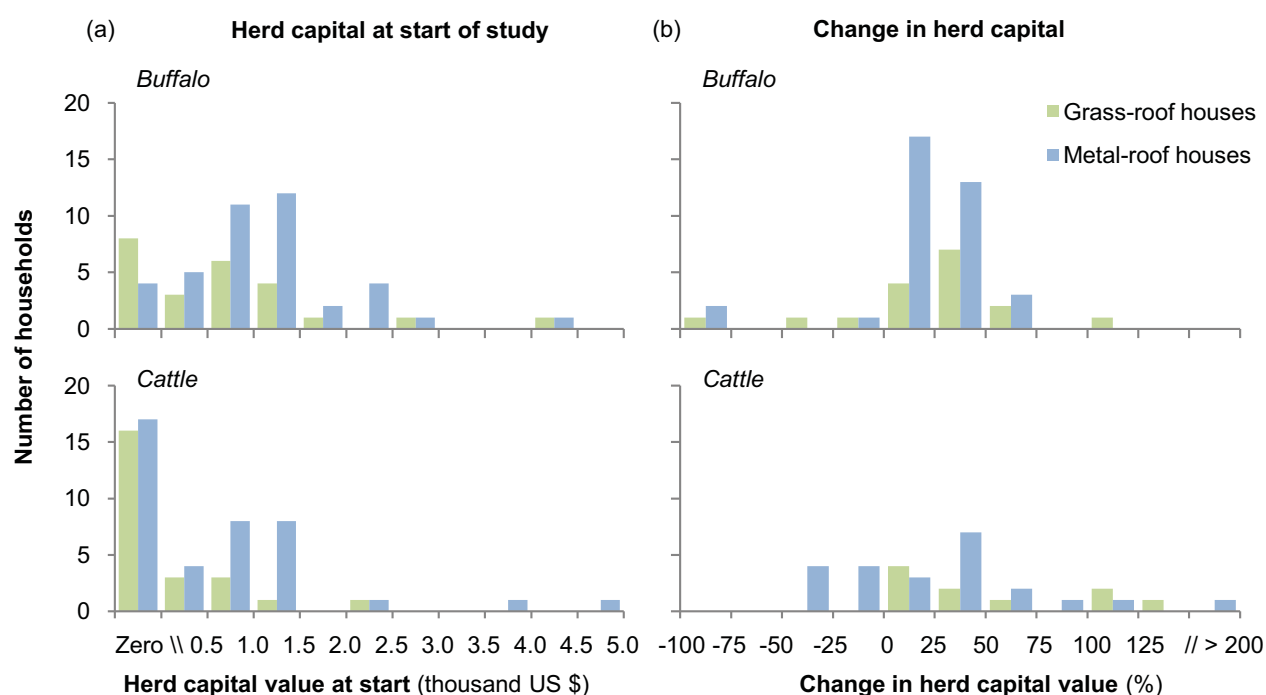 (a) Herd capital at start of study
(b) Change in herd capital
Buffalo
Buffalo
Grass-roof houses
Metal-roof houses
20
15
10
5
0
Number of households
Cattle
Cattle
20
15
10
5
0
Zero \\ 0.5 1.0 1.5 2.0 2.5 3.0 3.5 4.0 4.5 5.0
-100 -75 -50 -25 0 25 50 75 100 125 // > 200
Herd capital value at start (thousand US $)
Change in herd capital value (%)